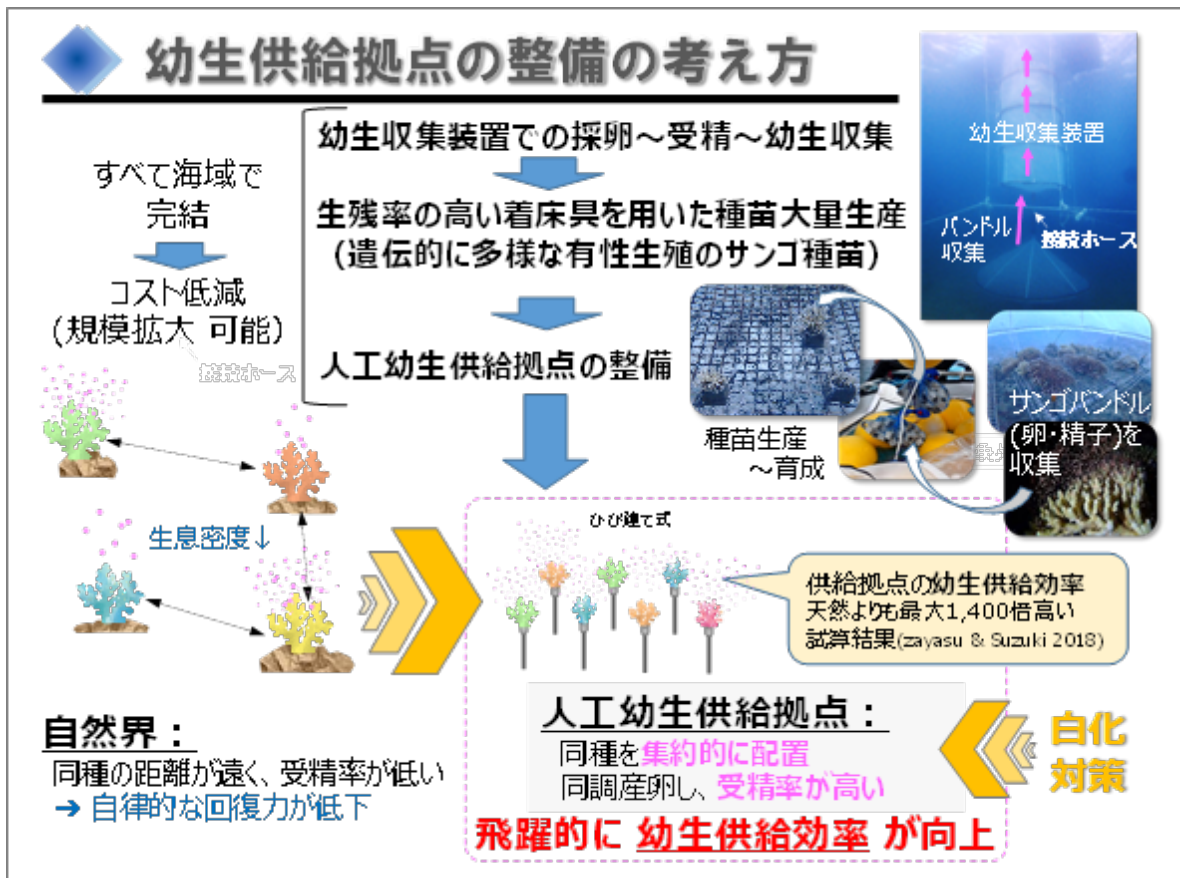 幼生供給拠点の整備の考え方
幼生収集装置での採卵～受精～幼生収集
すべて海域で
完結
生残率の高い着床具を用いた種苗大量生産
(遺伝的に多様な有性生殖のサンゴ種苗)
コスト低減
(規模拡大 可能)
人工幼生供給拠点の整備
幼生収集装置
バンドル
収集
接技ホース
接技ホース
種苗生産
～育成
サンゴバンドル
(卵・精子)を
収集
生息密度↓
ひび建て式
供給拠点の幼生供給効率
天然よりも最大1,400倍高い
試算結果(zayasu & Suzuki 2018)
自然界：
同種の距離が遠く、受精率が低い
→ 自律的な回復力が低下
人工幼生供給拠点：
同種を集約的に配置
同調産卵し、受精率が高い
飛躍的に 幼生供給効率 が向上
白化
対策